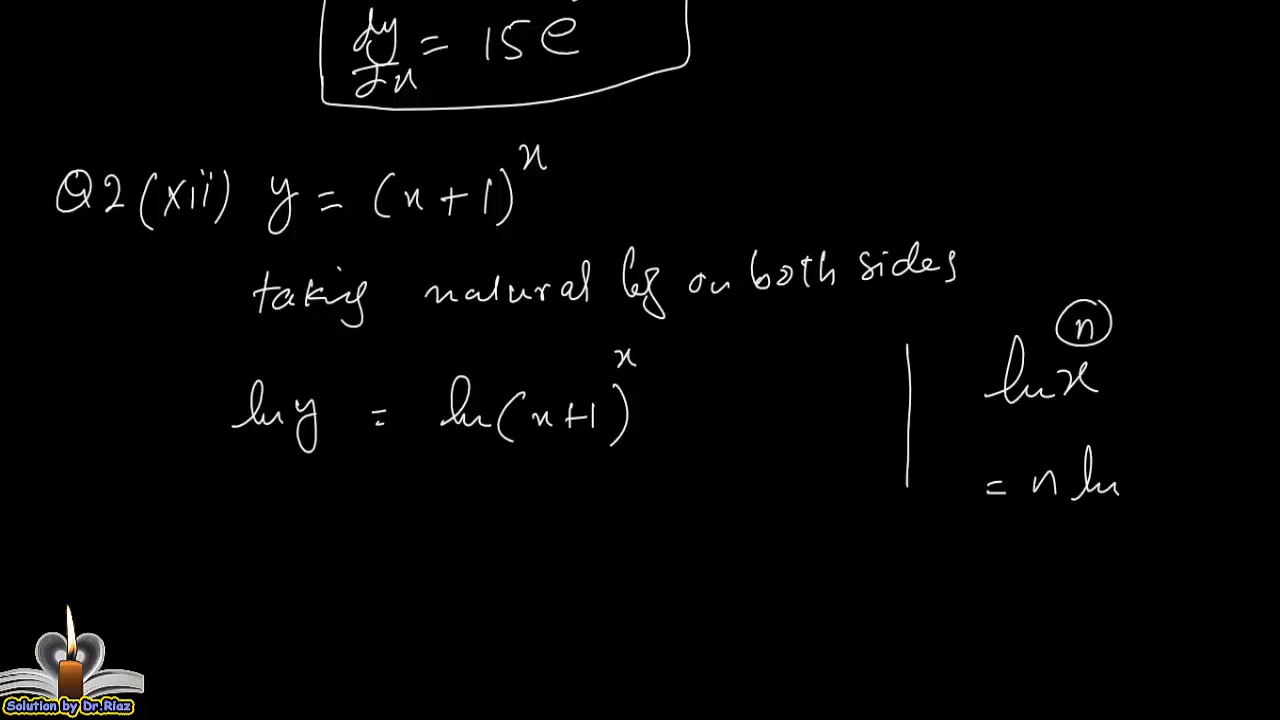 dy/dx = 15e
Q2(xii) y = (x+1)^x
taking natural log on both sides
ln y = ln(x+1)^x
ln x^n
= n ln
Solution by Dr.Riaz